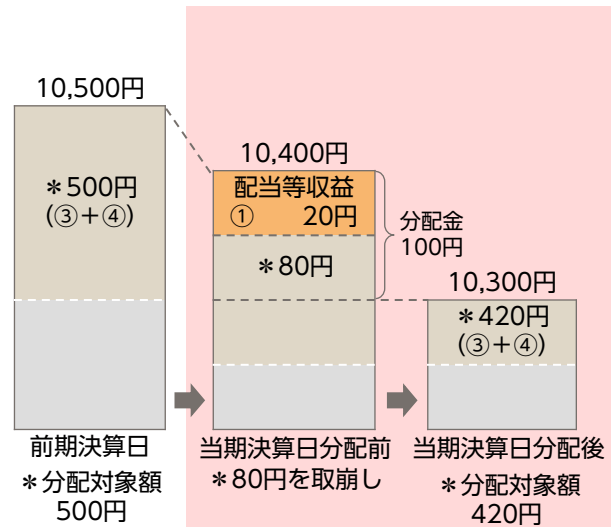 10,500円
＊500円
(③＋④)
前期決算日
＊分配対象額
500円
10,400円
配当等収益
① 20円
＊80円
分配金
100円
当期決算日分配前
＊80円を取崩し
10,300円
＊420円
(③＋④)
当期決算日分配後
＊分配対象額
420円